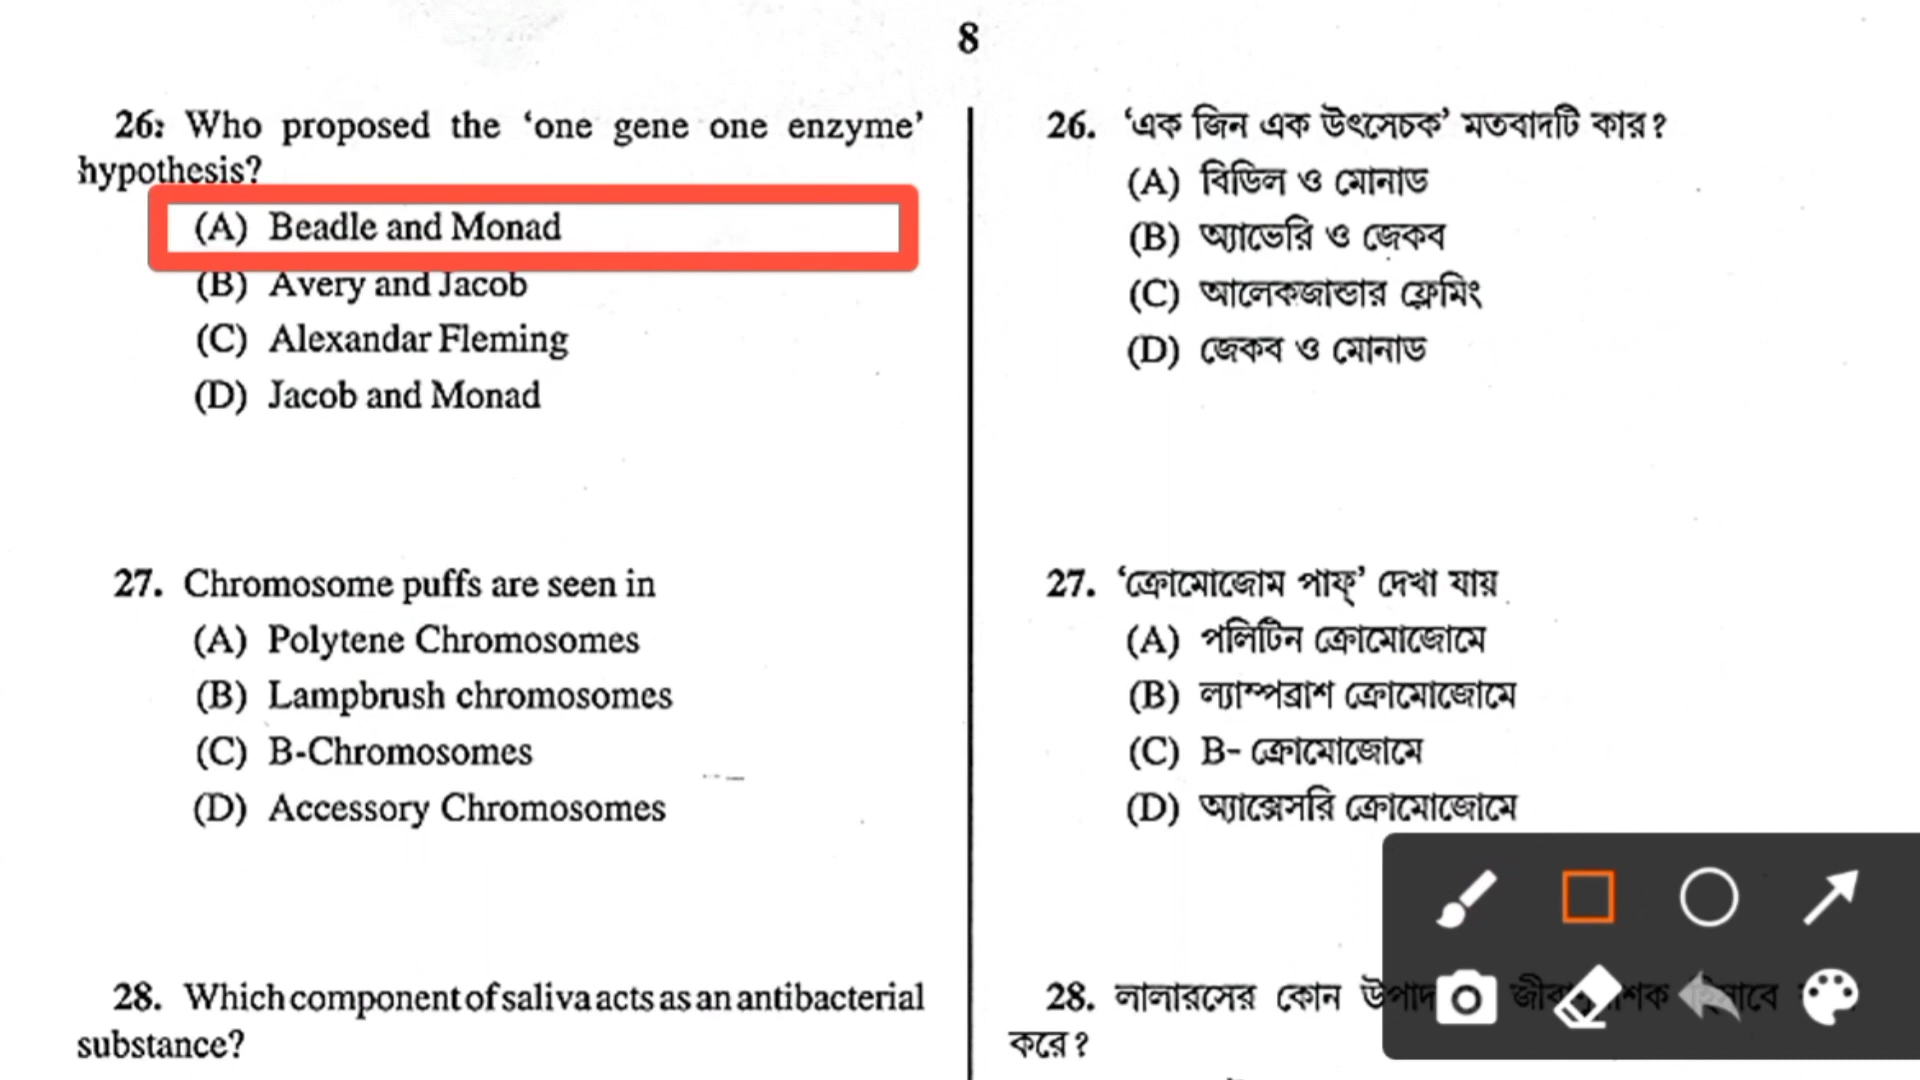 8
26: Who proposed the ‘one gene one enzyme’
hypothesis?
(A) Beadle and Monad
(B) Avery and Jacob
(C) Alexandar Fleming
(D) Jacob and Monad
27. Chromosome puffs are seen in
(A) Polytene Chromosomes
(B) Lampbrush chromosomes
(C) B-Chromosomes
(D) Accessory Chromosomes
28. Which component of saliva acts as an antibacterial
substance?
26. ‘এক জিন এক উৎসেচক’ মতবাদটি কার?
(A) বিডিল ও মোনাড
(B) অ্যাভেরি ও জেকব
(C) আলেকজান্ডার ফ্লেমিং
(D) জেকব ও মোনাড
27. ‘ক্রোমোজোম পাফ্’ দেখা যায়
(A) পলিটিন ক্রোমোজোমে
(B) ল্যাম্পব্রাশ ক্রোমোজোমে
(C) B- ক্রোমোজোমে
(D) অ্যাক্সেসরি ক্রোমোজোমে
28. লালারসের কোন
করে?